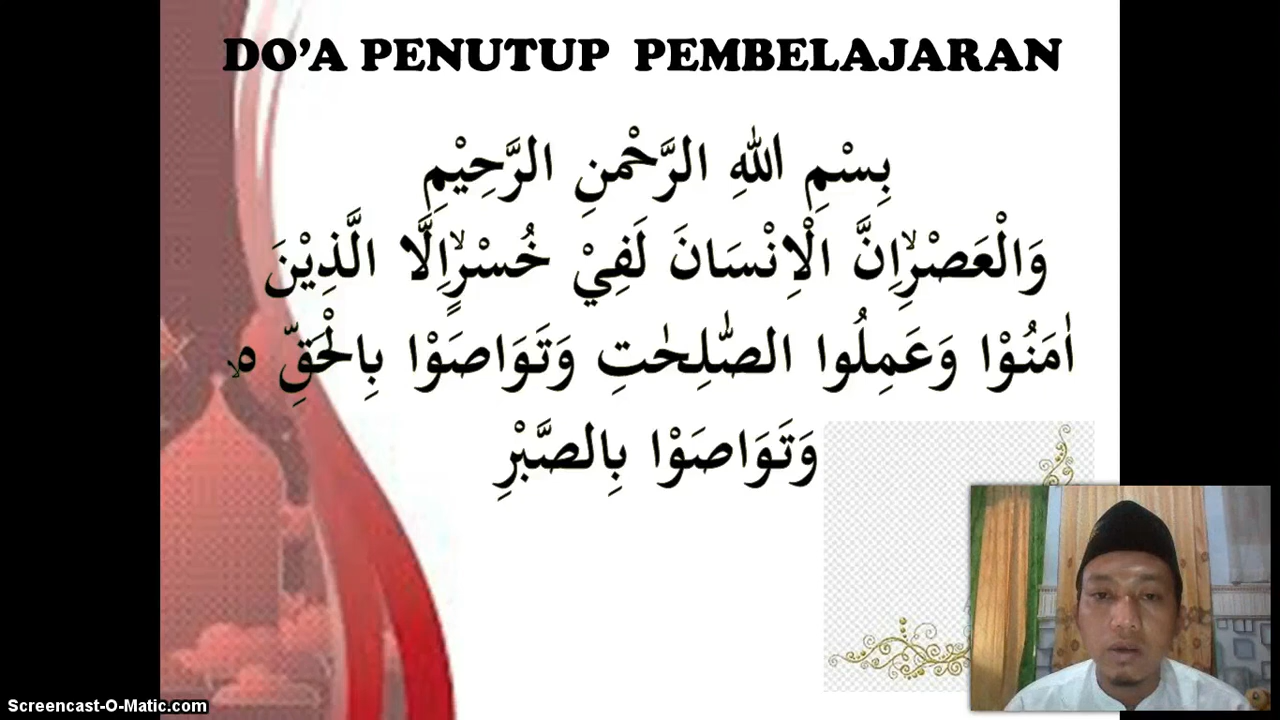 DO’A PENUTUP PEMBELAJARAN
بِسْمِ اللهِ الرَّحْمنِ الرَّحِيْمِ
وَالْعَصْرِۙاِنَّ الْاِنْسَانَ لَفِيْ خُسْرٍۙاِلَّا الَّذِيْنَ
اٰمَنُوْا وَعَمِلُوا الصّٰلِحٰتِ وَتَوَاصَوْا بِالْحَقِّ ەۙ
وَتَوَاصَوْا بِالصَّبْرِ
Screencast-O-Matic.com